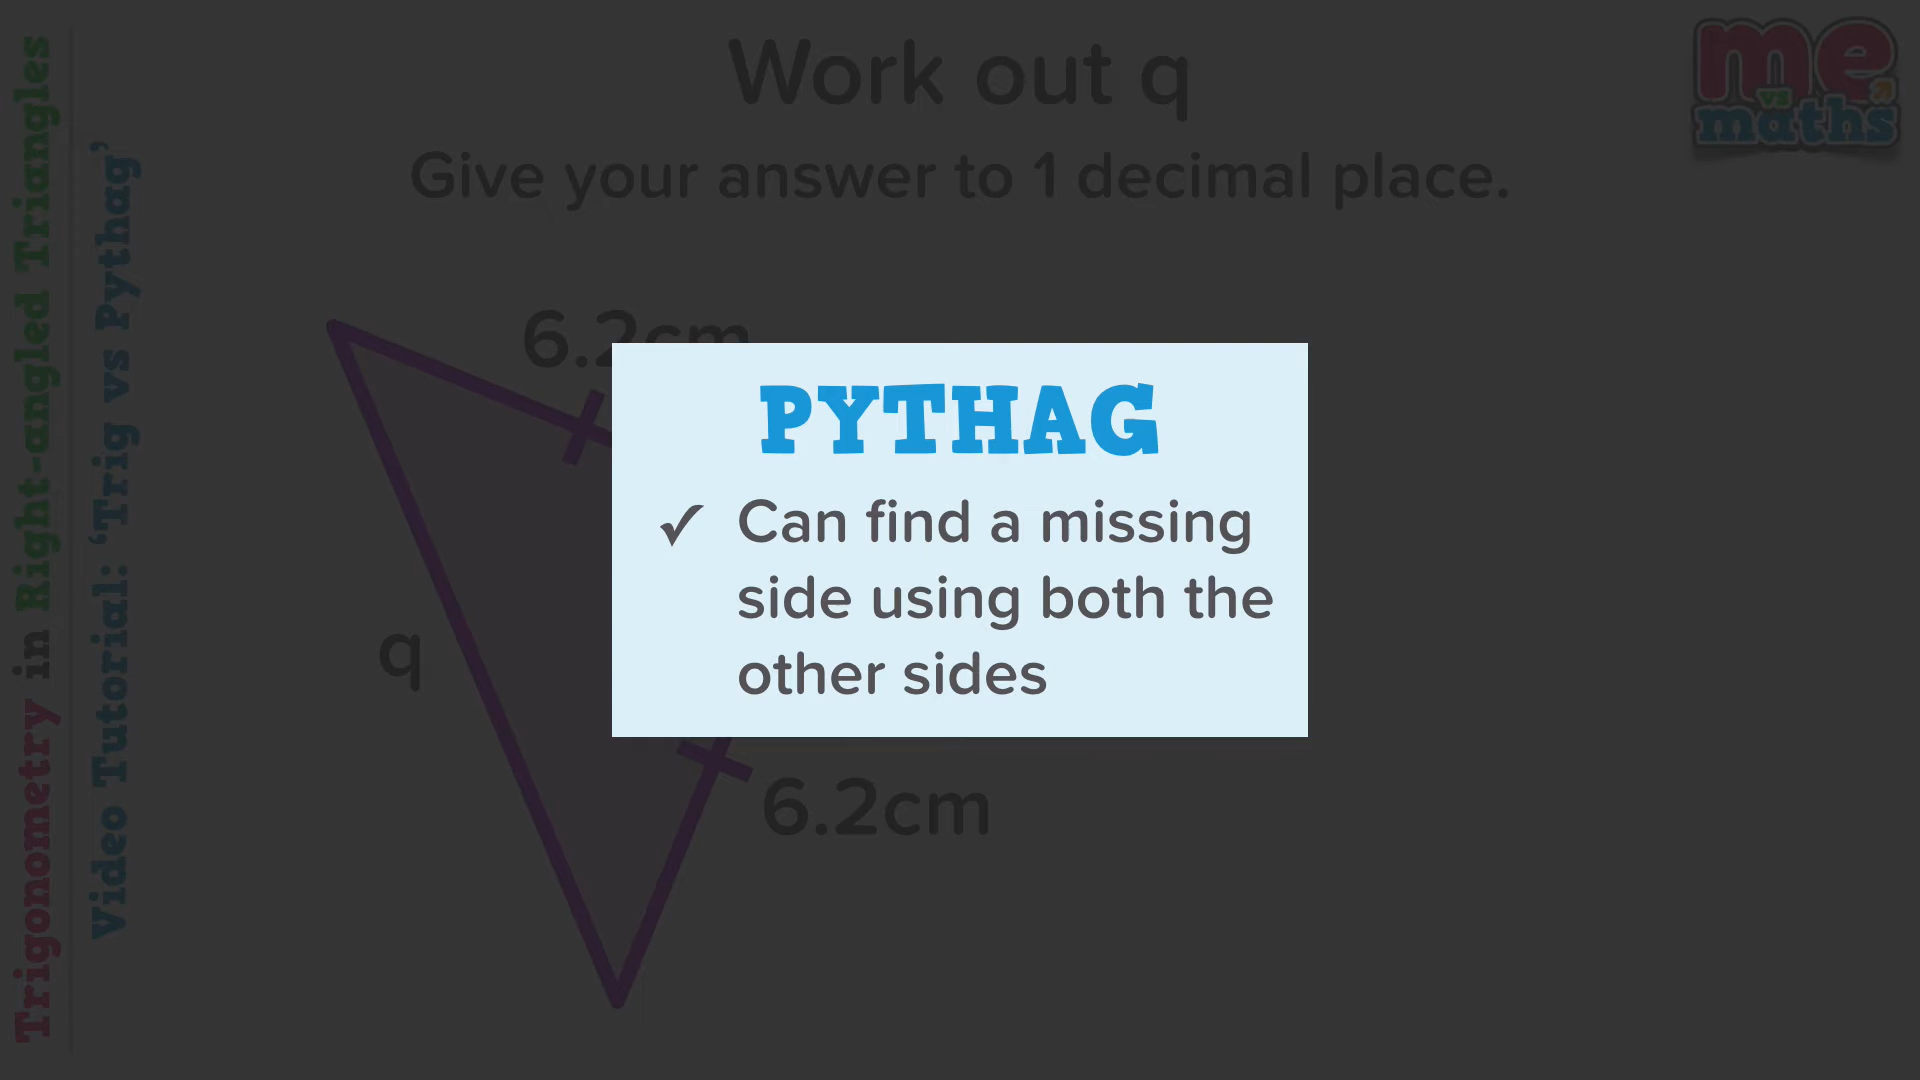 Work out q
Give your answer to 1 decimal place.
me
vs
maths
Trigonometry in Right-angled Triangles
Video Tutorial: ‘Trig vs Pythag’
6.2cm
PYTHAG
✓ Can find a missing
side using both the
other sides
q
6.2cm